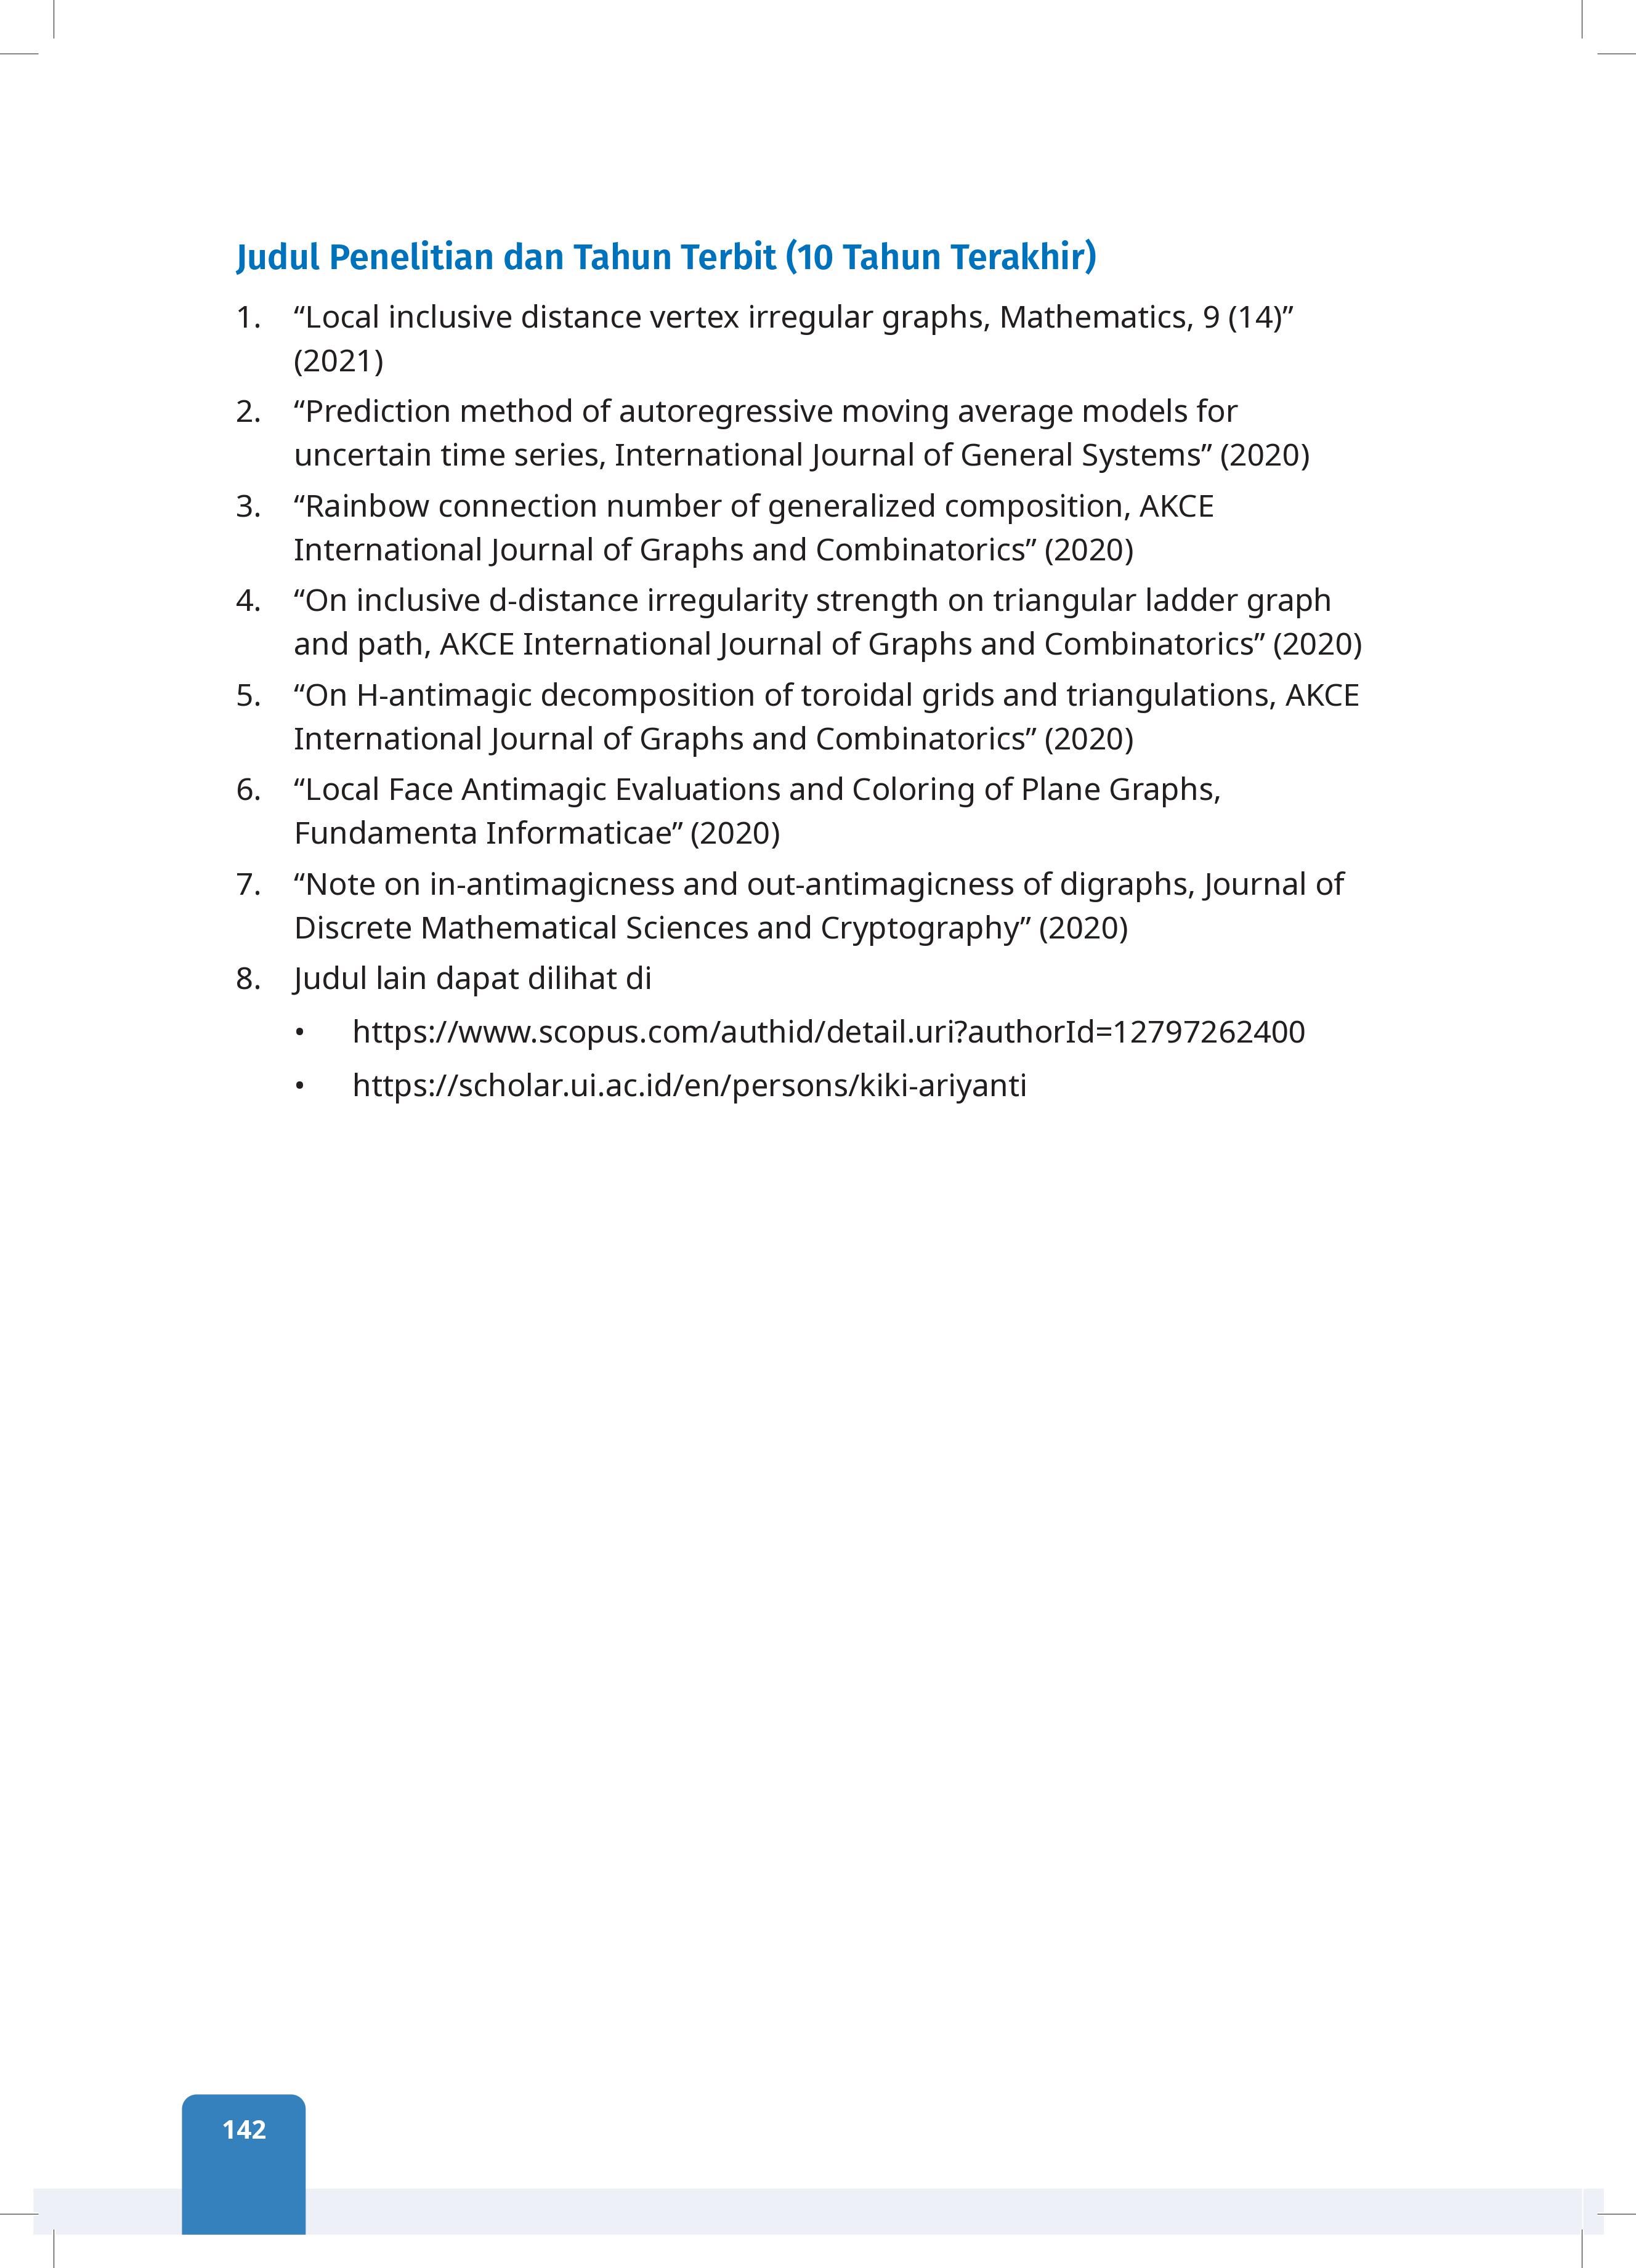 Judul Penelitian dan Tahun Terbit (10 Tahun Terakhir)
1. “Local inclusive distance vertex irregular graphs, Mathematics, 9 (14)”
(2021)
2. “Prediction method of autoregressive moving average models for
uncertain time series, International Journal of General Systems” (2020)
3. “Rainbow connection number of generalized composition, AKCE
International Journal of Graphs and Combinatorics” (2020)
4. “On inclusive d-distance irregularity strength on triangular ladder graph
and path, AKCE International Journal of Graphs and Combinatorics” (2020)
5. “On H-antimagic decomposition of toroidal grids and triangulations, AKCE
International Journal of Graphs and Combinatorics” (2020)
6. “Local Face Antimagic Evaluations and Coloring of Plane Graphs,
Fundamenta Informaticae” (2020)
7. “Note on in-antimagicness and out-antimagicness of digraphs, Journal of
Discrete Mathematical Sciences and Cryptography” (2020)
8. Judul lain dapat dilihat di
• https://www.scopus.com/authid/detail.uri?authorId=12797262400
• https://scholar.ui.ac.id/en/persons/kiki-ariyanti
142